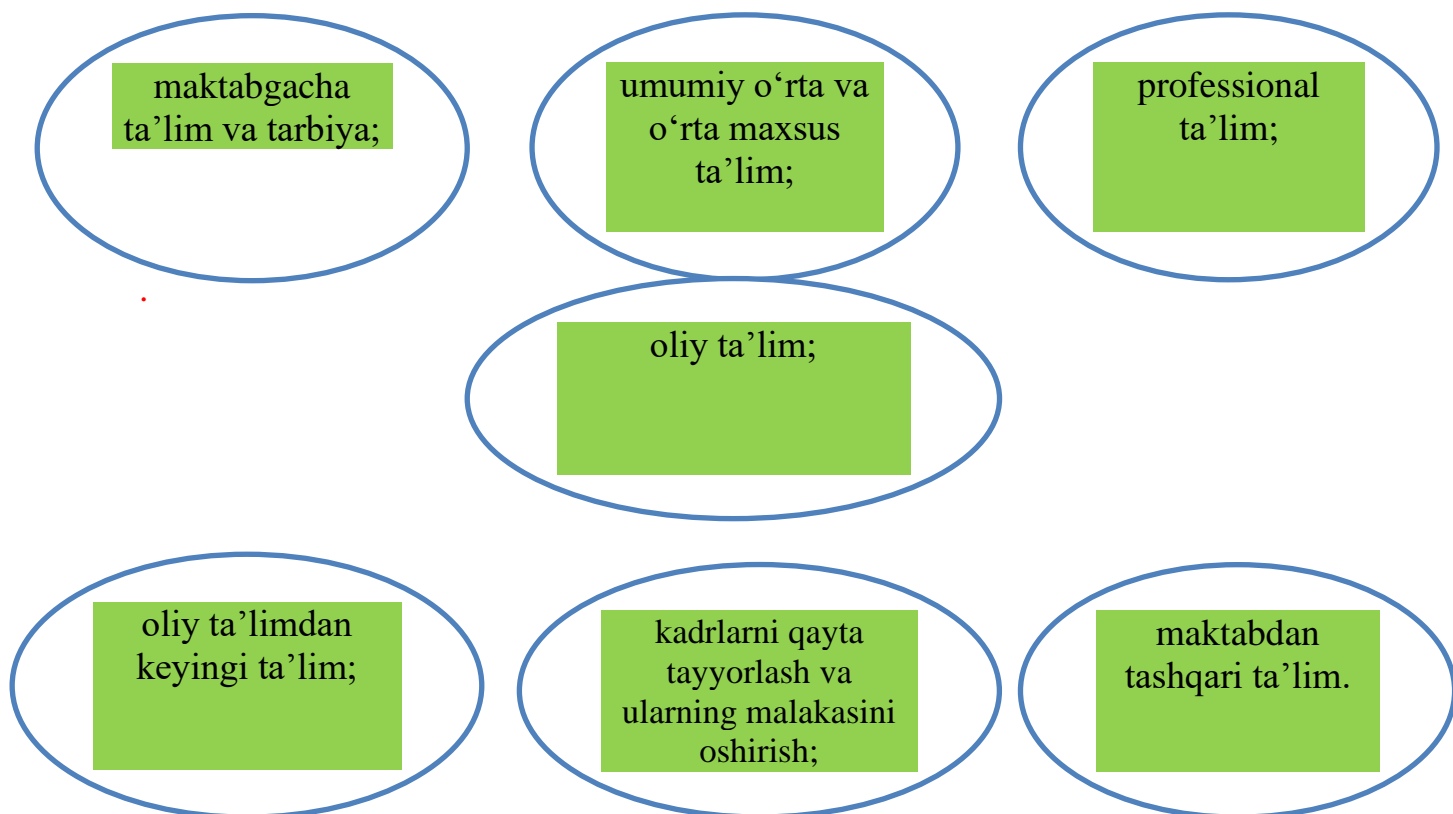 maktabgacha
ta’lim va tarbiya;
umumiy o‘rta va
o‘rta maxsus
ta’lim;
professional
ta’lim;
oliy ta’lim;
oliy ta’limdan
keyingi ta’lim;
kadrlarni qayta
tayyorlash va
ularning malakasini
oshirish;
maktabdan
tashqari ta’lim.